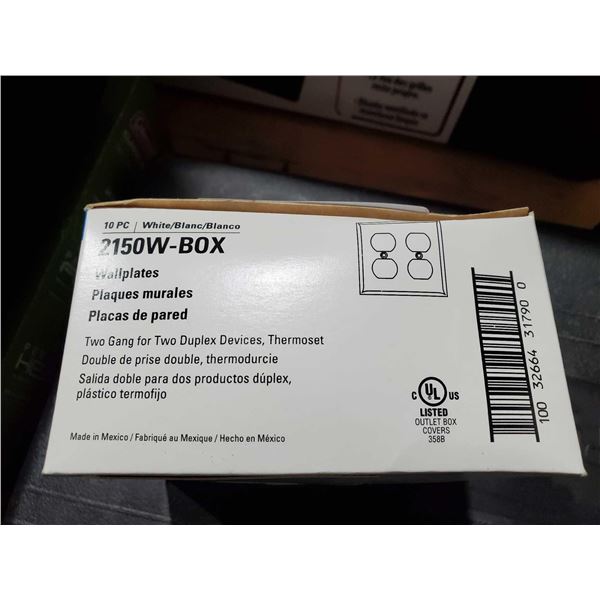 10 PC | White/Blanc/Blanco
2150W-BOX
Wallplates
Plaques murales
Placas de pared
Two Gang for Two Duplex Devices, Thermoset
Double de prise double, thermodurcie
Salida doble para dos productos dúplex,
plástico termofijo
Made in Mexico / Fabriqué au Mexique / Hecho en México
C UL US
LISTED
OUTLET BOX
COVERS
358B
100 32664 31790 0